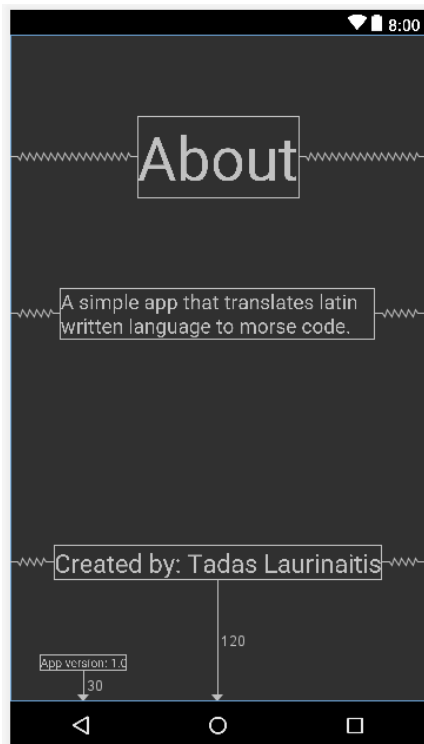 8:00
About
A simple app that translates latin
written language to morse code.
Created by: Tadas Laurinaitis
120
App version: 1.0
30